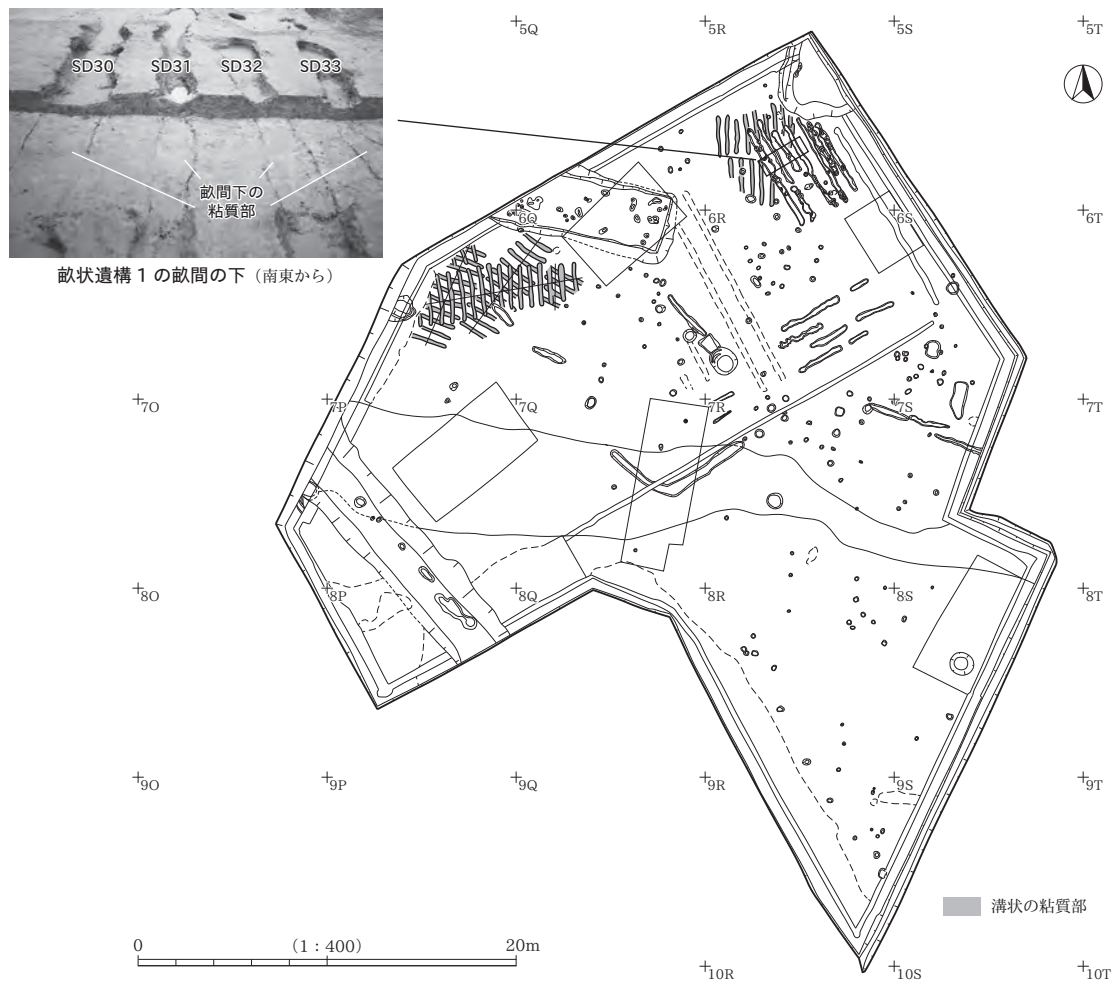 SD30 SD31 SD32 SD33
畝間下の
粘質部
畝状遺構 1 の畝間の下（南東から）
5Q 5R 5S 5T
6Q 6R 6S 6T
7O 7P 7Q 7R 7S 7T
8O 8P 8Q 8R 8S 8T
9O 9P 9Q 9R 9S 9T
溝状の粘質部
0 （1：400） 20m
10R 10S 10T